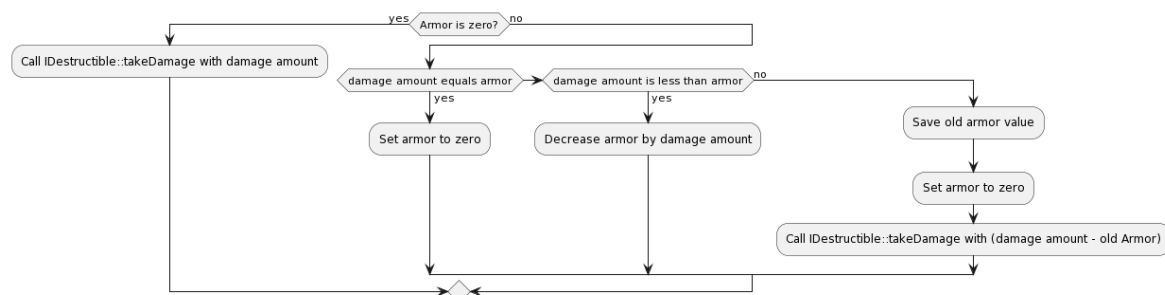 yes
Armor is zero?
no
Call IDestructible::takeDamage with damage amount
damage amount equals armor
damage amount is less than armor
no
yes
yes
Save old armor value
Set armor to zero
Decrease armor by damage amount
Set armor to zero
Call IDestructible::takeDamage with (damage amount - old Armor)